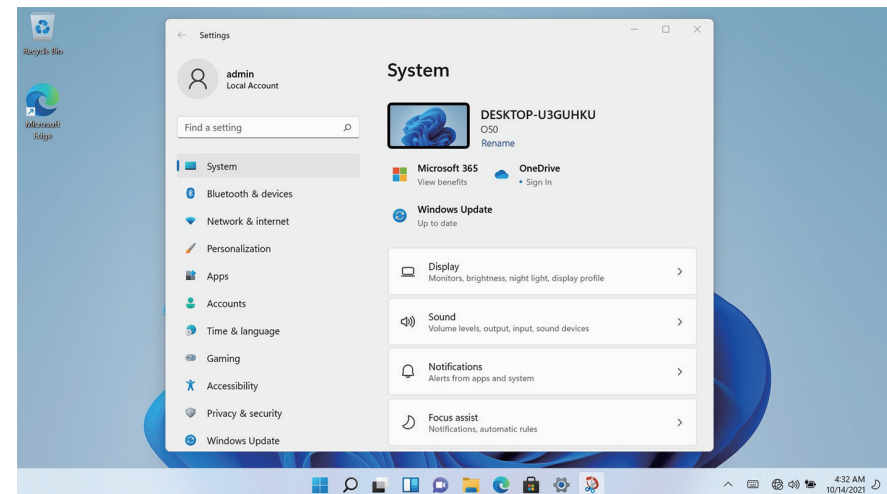 Recycle Bin
Microsoft
Edge
Settings
admin
Local Account
Find a setting
System
Bluetooth & devices
Network & internet
Personalization
Apps
Accounts
Time & language
Gaming
Accessibility
Privacy & security
Windows Update
System
DESKTOP-U3GUHKU
O50
Rename
Microsoft 365
View benefits
OneDrive
• Sign In
Windows Update
Up to date
Display
Monitors, brightness, night light, display profile
Sound
Volume levels, output, input, sound devices
Notifications
Alerts from apps and system
Focus assist
Notifications, automatic rules
4:32 AM
10/14/2021